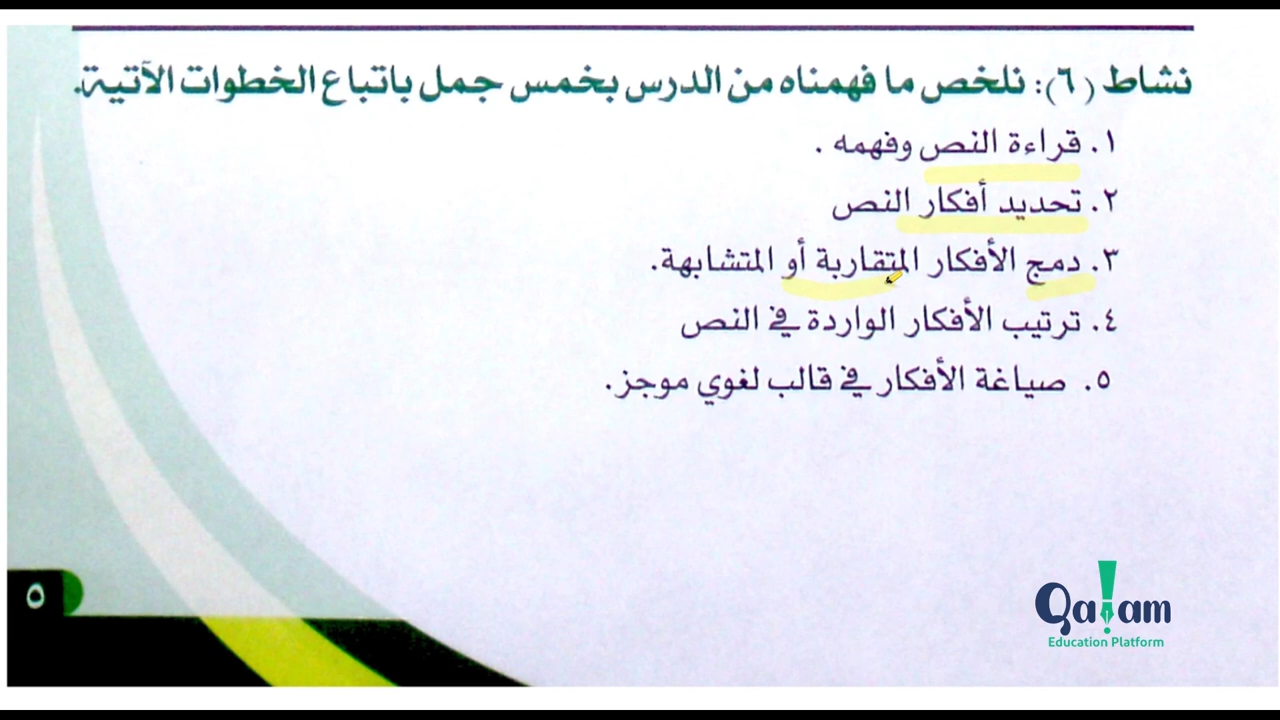 نشاط (٦): نلخص ما فهمناه من الدرس بخمس جمل باتباع الخطوات الآتية.
١. قراءة النص وفهمه .
٢. تحديد أفكار النص
٣. دمج الأفكار المتقاربة أو المتشابهة.
٤. ترتيب الأفكار الواردة في النص
٥. صياغة الأفكار في قالب لغوي موجز.
٥
Qalam
Education Platform